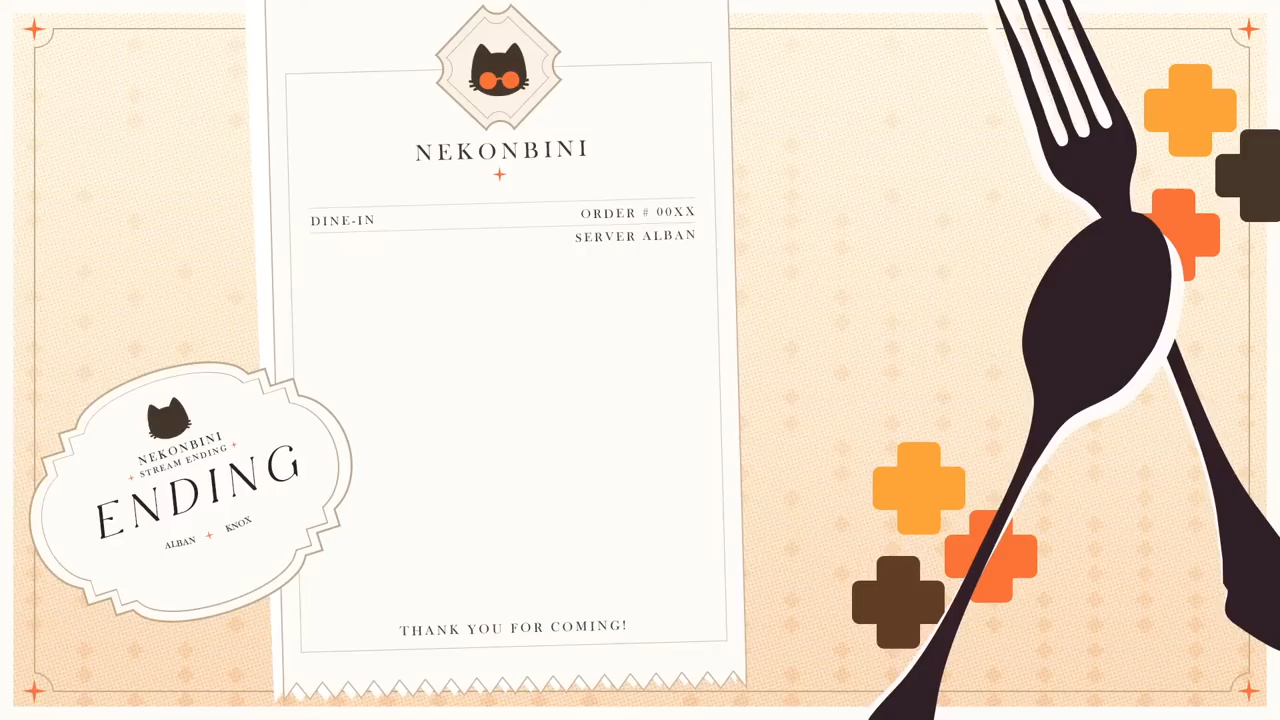 NEKONBINI
DINE-IN
ORDER # 00XX
SERVER ALBAN
THANK YOU FOR COMING!
NEKONBINI
STREAM ENDING
ENDING
ALBAN KNOX